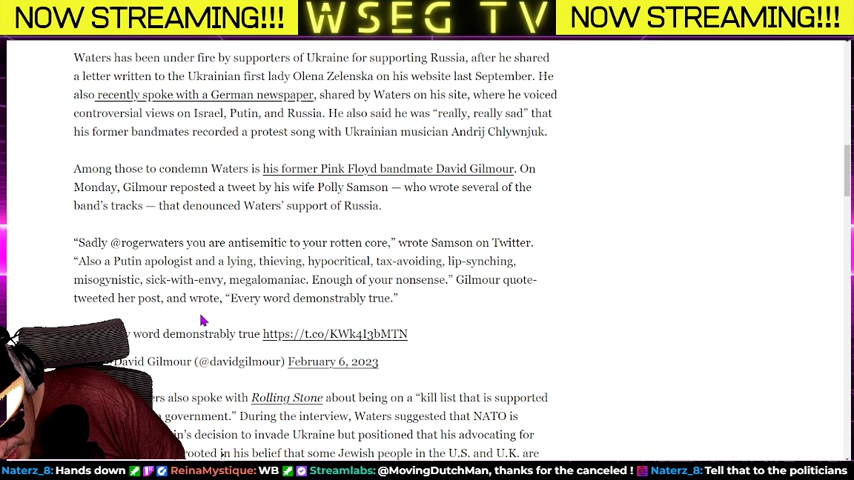 NOW STREAMING!!! WSEG TV NOW STREAMING!!!
Waters has been under fire by supporters of Ukraine for supporting Russia, after he shared
a letter written to the Ukrainian first lady Olena Zelenska on his website last September. He
also recently spoke with a German newspaper, shared by Waters on his site, where he voiced
controversial views on Israel, Putin, and Russia. He also said he was “really, really sad” that
his former bandmates recorded a protest song with Ukrainian musician Andrij Chlywnjuk.
Among those to condemn Waters is his former Pink Floyd bandmate David Gilmour. On
Monday, Gilmour reposted a tweet by his wife Polly Samson — who wrote several of the
band’s tracks — that denounced Waters’ support of Russia.
“Sadly @rogerwaters you are antisemitic to your rotten core,” wrote Samson on Twitter.
“Also a Putin apologist and a lying, thieving, hypocritical, tax-avoiding, lip-synching,
misogynistic, sick-with-envy, megalomaniac. Enough of your nonsense.” Gilmour quote-
tweeted her post, and wrote, “Every word demonstrably true.”
word demonstrably true https://t.co/KWk4I3bMTN
David Gilmour (@davidgilmour) February 6, 2023
also spoke with Rolling Stone about being on a “kill list that is supported
government.” During the interview, Waters suggested that NATO is
decision to invade Ukraine but positioned that his advocating for
rooted in his belief that some Jewish people in the U.S. and U.K. are
Naterz_8: Hands down ReinaMystique: WB Streamlabs: @MovingDutchMan, thanks for the canceled ! Naterz_8: Tell that to the politicians